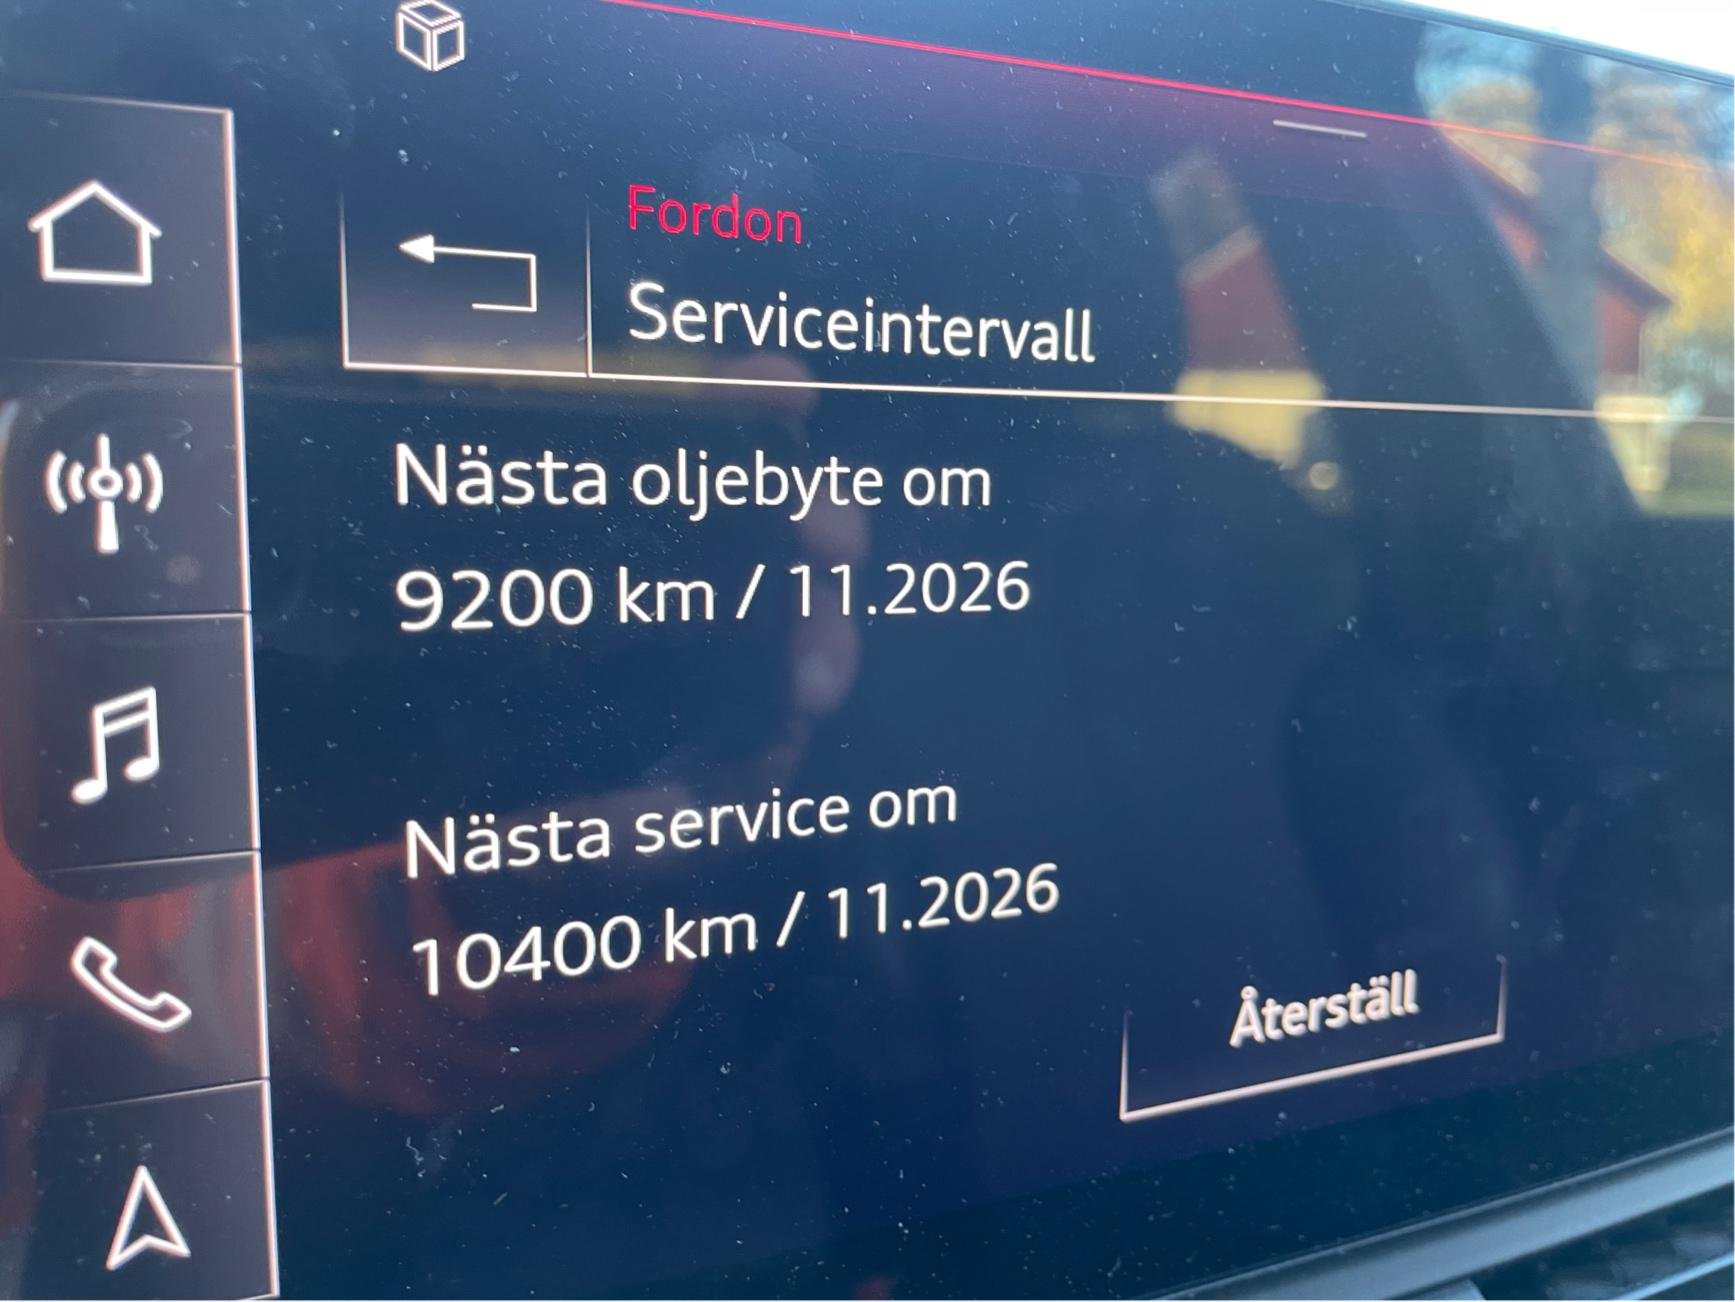 Fordon
Serviceintervall
Nästa oljebyte om
9200 km / 11.2026
Nästa service om
10400 km / 11.2026
Återställ